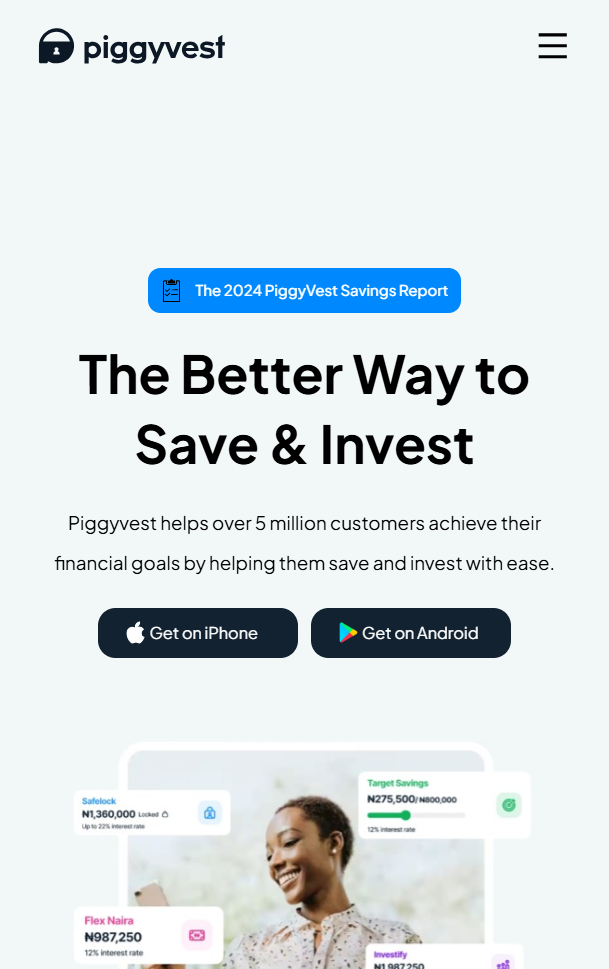 piggyvest
The 2024 PiggyVest Savings Report
The Better Way to
Save & Invest
Piggyvest helps over 5 million customers achieve their
financial goals by helping them save and invest with ease.
Get on iPhone
Get on Android
Target Savings
₦275,500/₦800,000
12% interest rate
Safelock
₦1,360,000 Locked
Up to 22% interest rate
Flex Naira
₦987,250
12% interest rate
Investify
₦1,987,250